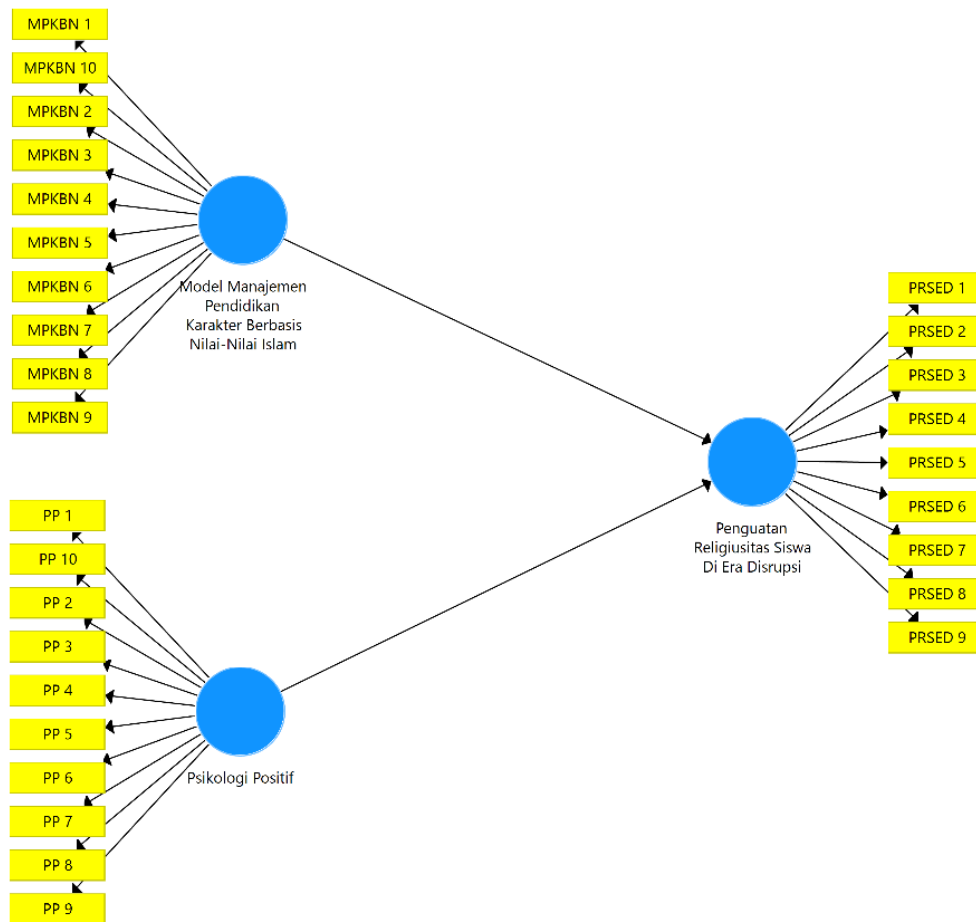 MPKBN 1
MPKBN 10
MPKBN 2
MPKBN 3
MPKBN 4
MPKBN 5
MPKBN 6
MPKBN 7
MPKBN 8
MPKBN 9
Model Manajemen
Pendidikan
Karakter Berbasis
Nilai-Nilai Islam
PP 1
PP 10
PP 2
PP 3
PP 4
PP 5
PP 6
PP 7
PP 8
PP 9
Psikologi Positif
Penguatan
Religiusitas Siswa
Di Era Disrupsi
PRSED 1
PRSED 2
PRSED 3
PRSED 4
PRSED 5
PRSED 6
PRSED 7
PRSED 8
PRSED 9